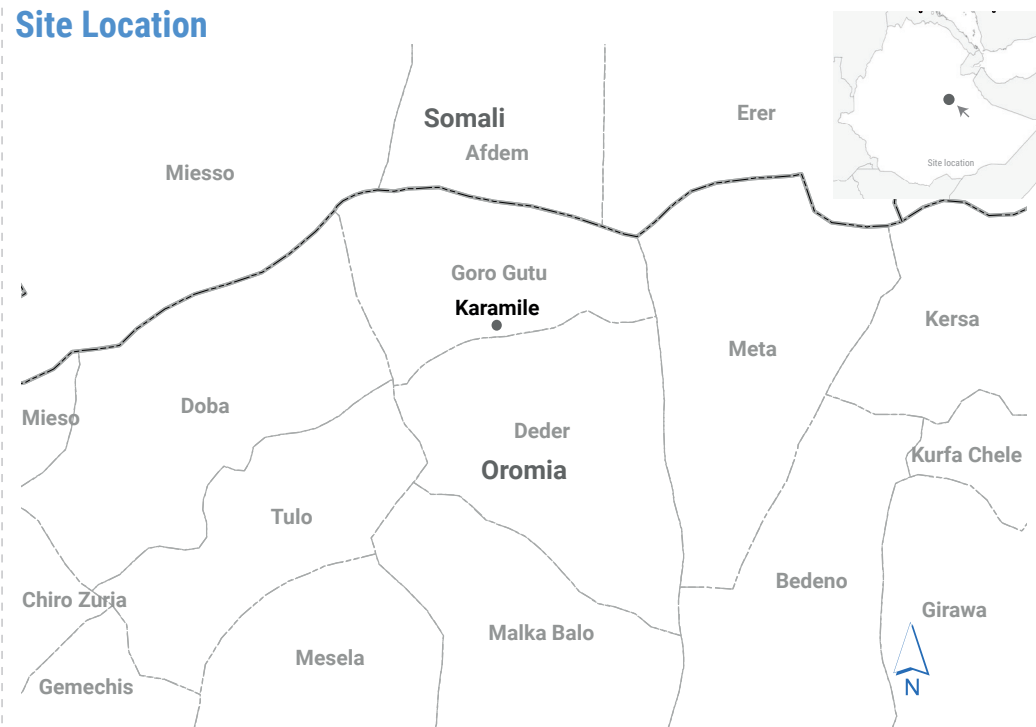 Site Location
Somali
Afdem
Erer
Miesso
Site location
Goro Gutu
Karamile
Kersa
Meta
Doba
Mieso
Deder
Oromia
Kurfa Chele
Tulo
Bedeno
Chiro Zuria
Girawa
Malka Balo
Mesela
Gemechis
N